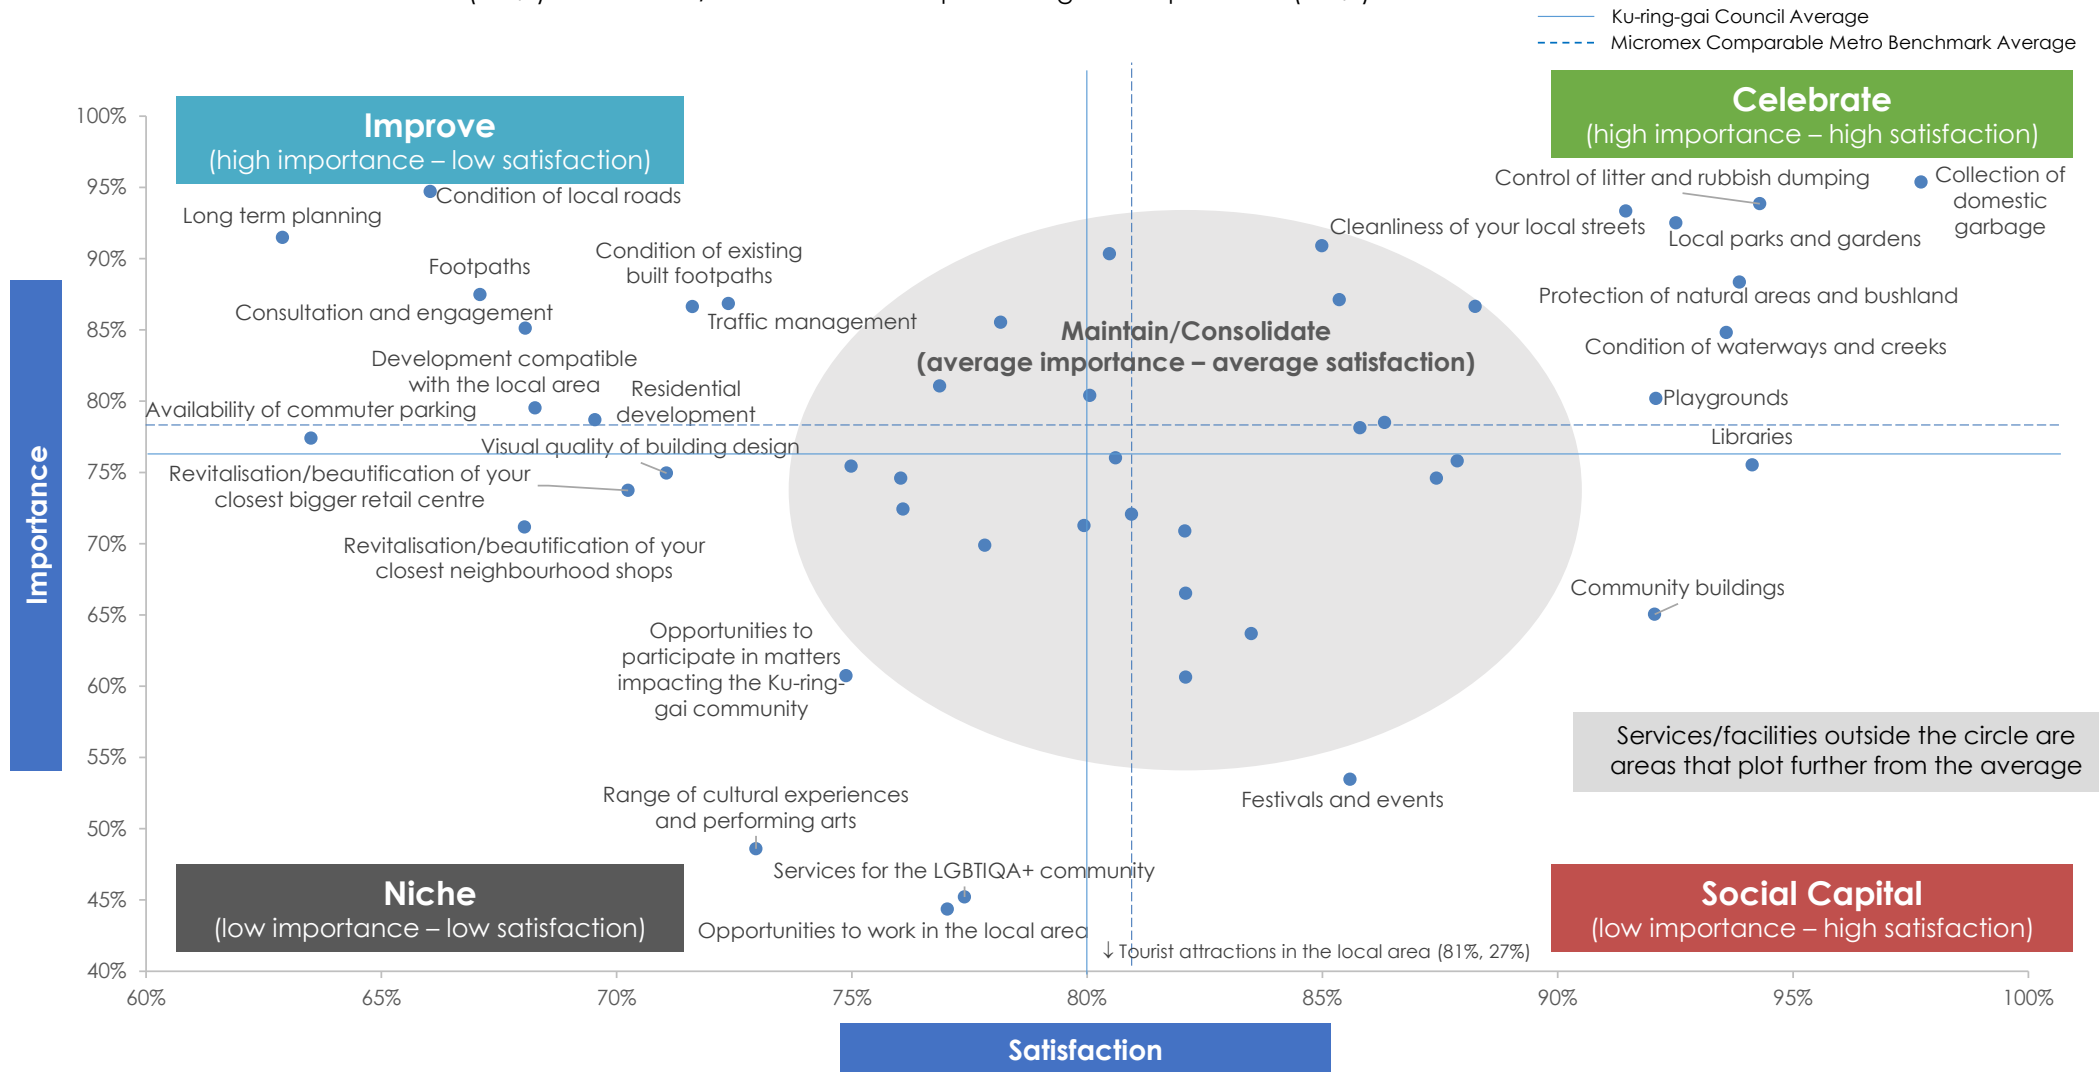 Ku-ring-gai Council Average
Micromex Comparable Metro Benchmark Average
Improve
(high importance – low satisfaction)
Celebrate
(high importance – high satisfaction)
100%
95%
90%
85%
80%
75%
70%
65%
60%
55%
50%
45%
40%
Importance
Condition of local roads
Long term planning
Footpaths
Condition of existing
built footpaths
Consultation and engagement
Traffic management
Development compatible
with the local area
Residential
development
Availability of commuter parking
Visual quality of building design
Revitalisation/beautification of your
closest bigger retail centre
Revitalisation/beautification of your
closest neighbourhood shops
Maintain/Consolidate
(average importance – average satisfaction)
Control of litter and rubbish dumping
Collection of
domestic
garbage
Cleanliness of your local streets
Local parks and gardens
Protection of natural areas and bushland
Condition of waterways and creeks
Playgrounds
Libraries
Community buildings
Opportunities to
participate in matters
impacting the Ku-ring-
gai community
Services/facilities outside the circle are
areas that plot further from the average
Festivals and events
Range of cultural experiences
and performing arts
Services for the LGBTIQA+ community
Opportunities to work in the local area
↓ Tourist attractions in the local area (81%, 27%)
Niche
(low importance – low satisfaction)
Social Capital
(low importance – high satisfaction)
60%
65%
70%
75%
80%
85%
90%
95%
100%
Satisfaction